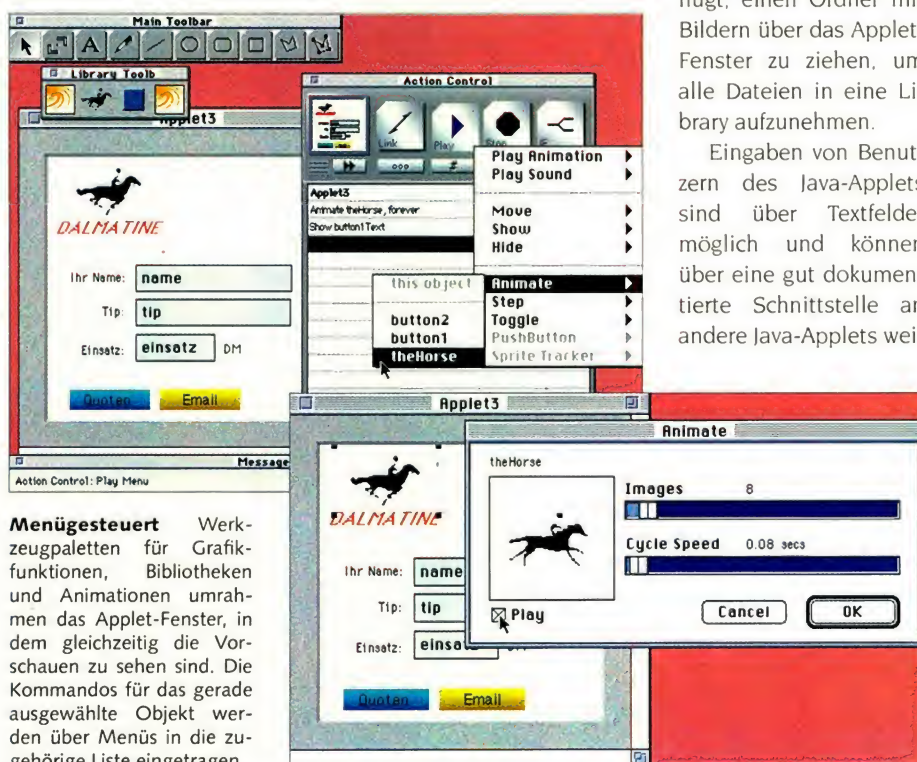 Main Toolbar
A
Library Toolb
Applet3
DALMATINE
Ihr Name: name
Tip: tip
Einsatz: einsatz DM
Quoten Email
Message
Action Control: Play Menu
Action Control
Link Play Stop
#
Applet3
Animate theHorse, forever
Show button1 Text
Play Animation
Play Sound
Move
Show
Hide
Animate
Step
Toggle
PushButton
Sprite Tracker
this object
button2
button1
theHorse
Bildern über das Applet-
Fenster zu ziehen, um
alle Dateien in eine Li-
brary aufzunehmen.
Eingaben von Benut-
zern des Java-Applets
sind über Textfelder
möglich und können
über eine gut dokumen-
tierte Schnittstelle an
andere Java-Applets wei-
Menügesteuert Werk-
zeugpaletten für Grafik-
funktionen, Bibliotheken
und Animationen umrah-
men das Applet-Fenster, in
dem gleichzeitig die Vor-
schauen zu sehen sind. Die
Kommandos für das gerade
ausgewählte Objekt wer-
den über Menüs in die zu-
gehörige Liste eingetragen
Applet3
DALMATINE
Ihr Name: name
Tip: tip
Einsatz: einsa
Quoten Email
Animate
theHorse
Images 8
Cycle Speed 0.08 secs
Play
Cancel OK